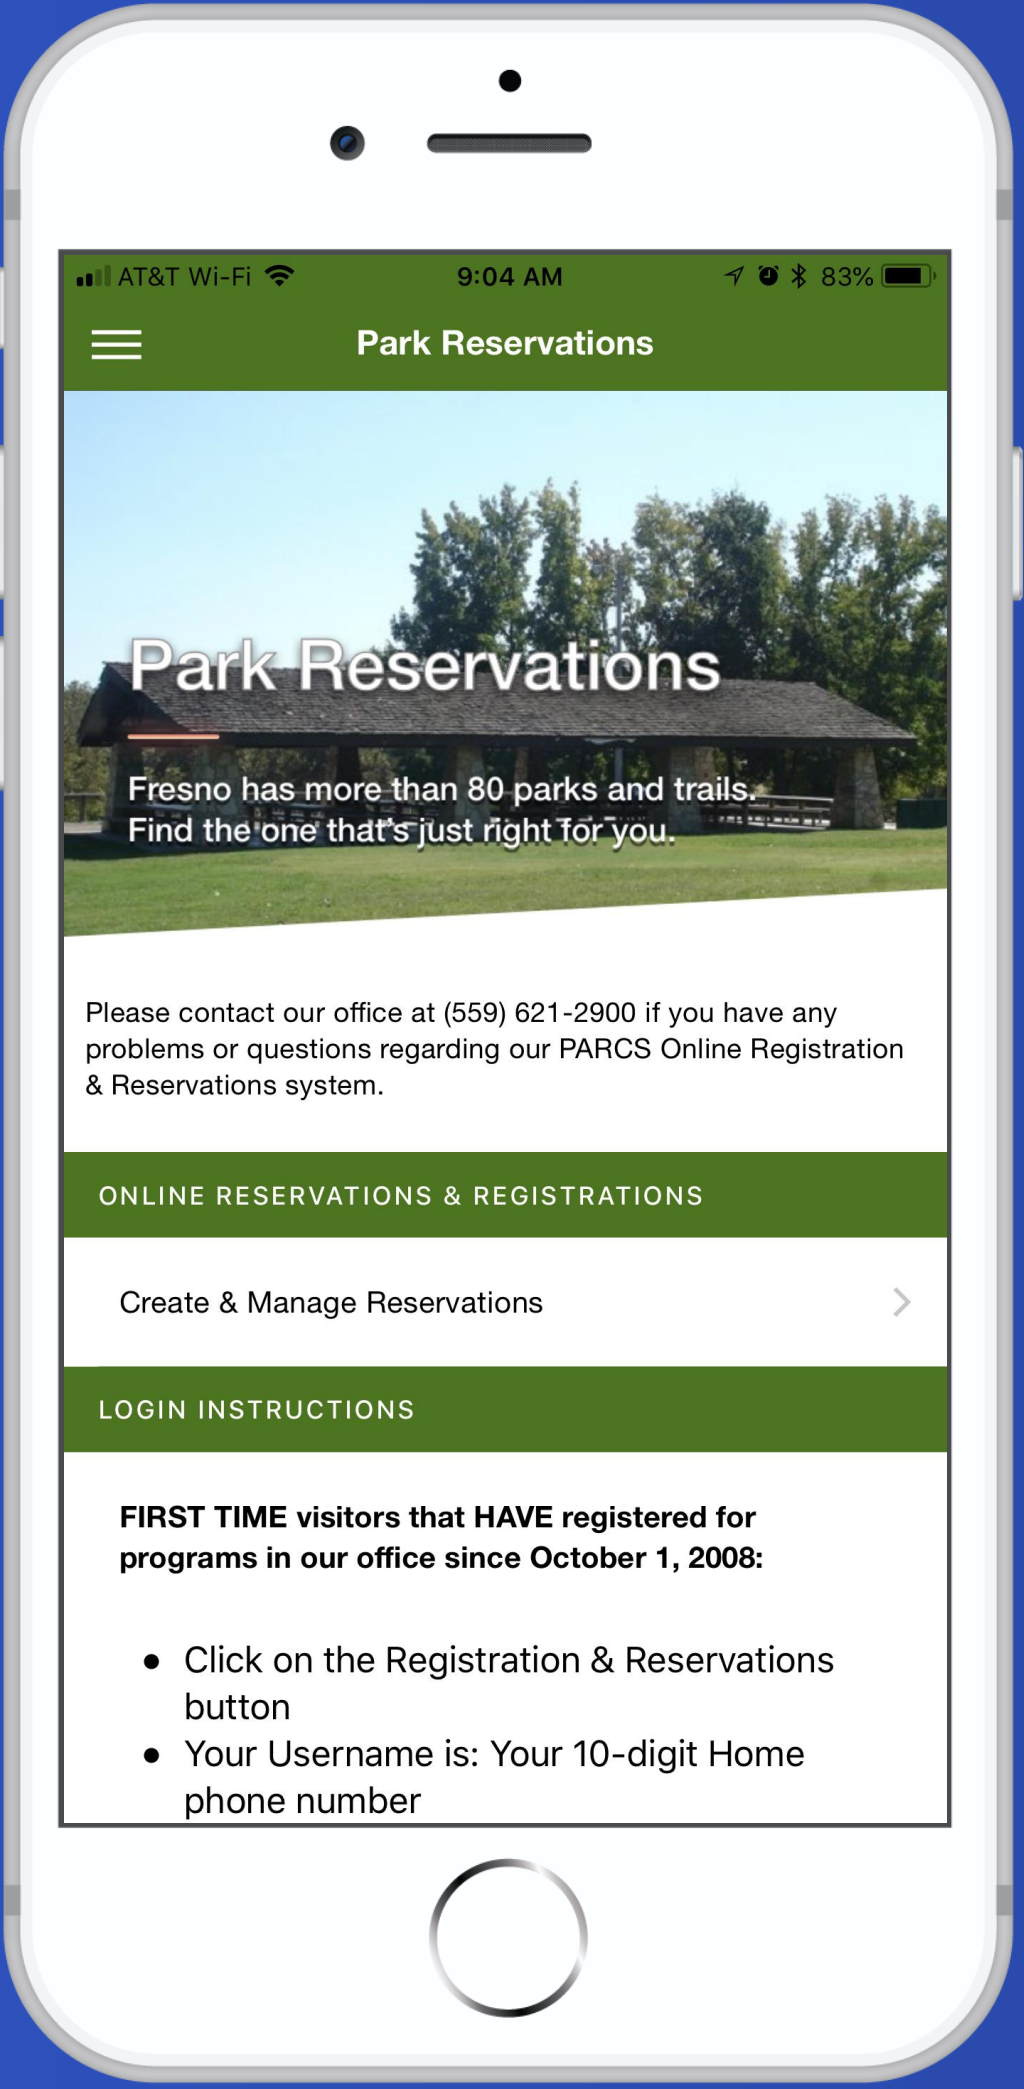 AT&T Wi-Fi 9:04 AM 83%
Park Reservations
Park Reservations
Fresno has more than 80 parks and trails.
Find the one that's just right for you.
Please contact our office at (559) 621-2900 if you have any
problems or questions regarding our PARCS Online Registration
& Reservations system.
ONLINE RESERVATIONS & REGISTRATIONS
Create & Manage Reservations
LOGIN INSTRUCTIONS
FIRST TIME visitors that HAVE registered for
programs in our office since October 1, 2008:
● Click on the Registration & Reservations
button
● Your Username is: Your 10-digit Home
phone number